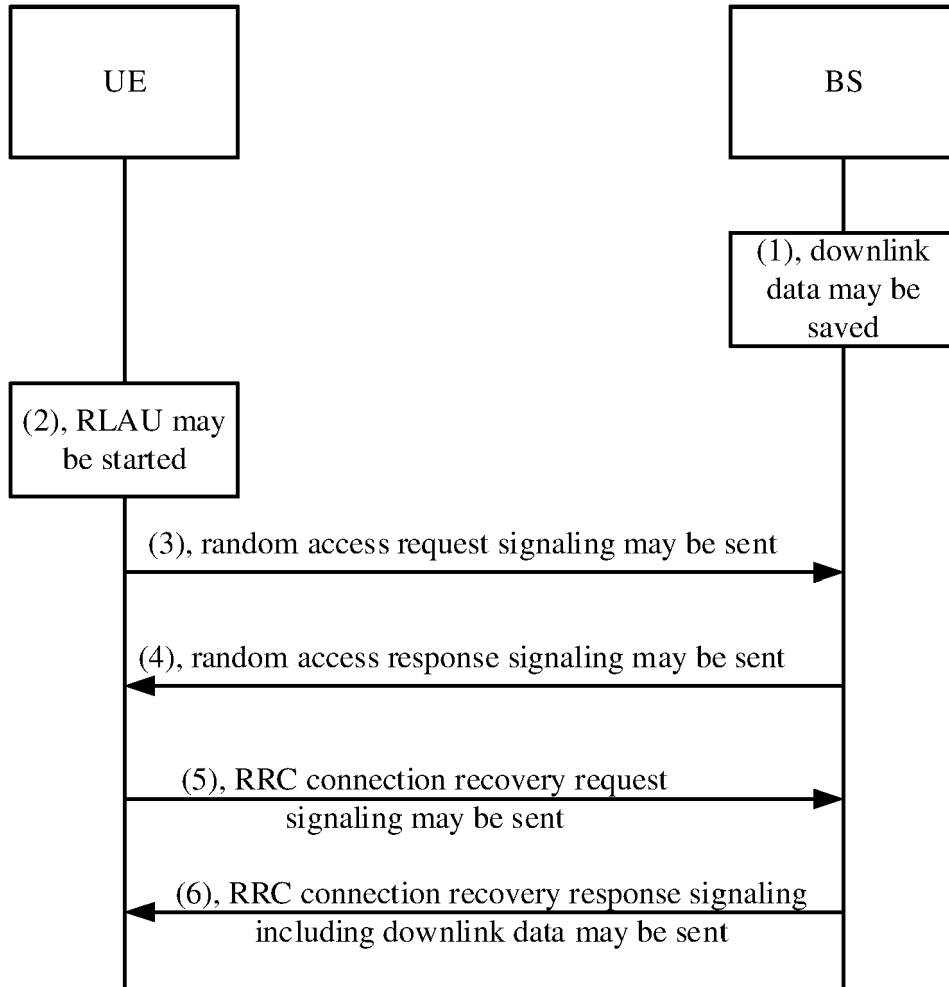 UE
BS
(1), downlink
data may be
saved
(2), RLAU may
be started
(3), random access request signaling may be sent
(4), random access response signaling may be sent
(5), RRC connection recovery request
signaling may be sent
(6), RRC connection recovery response signaling
including downlink data may be sent